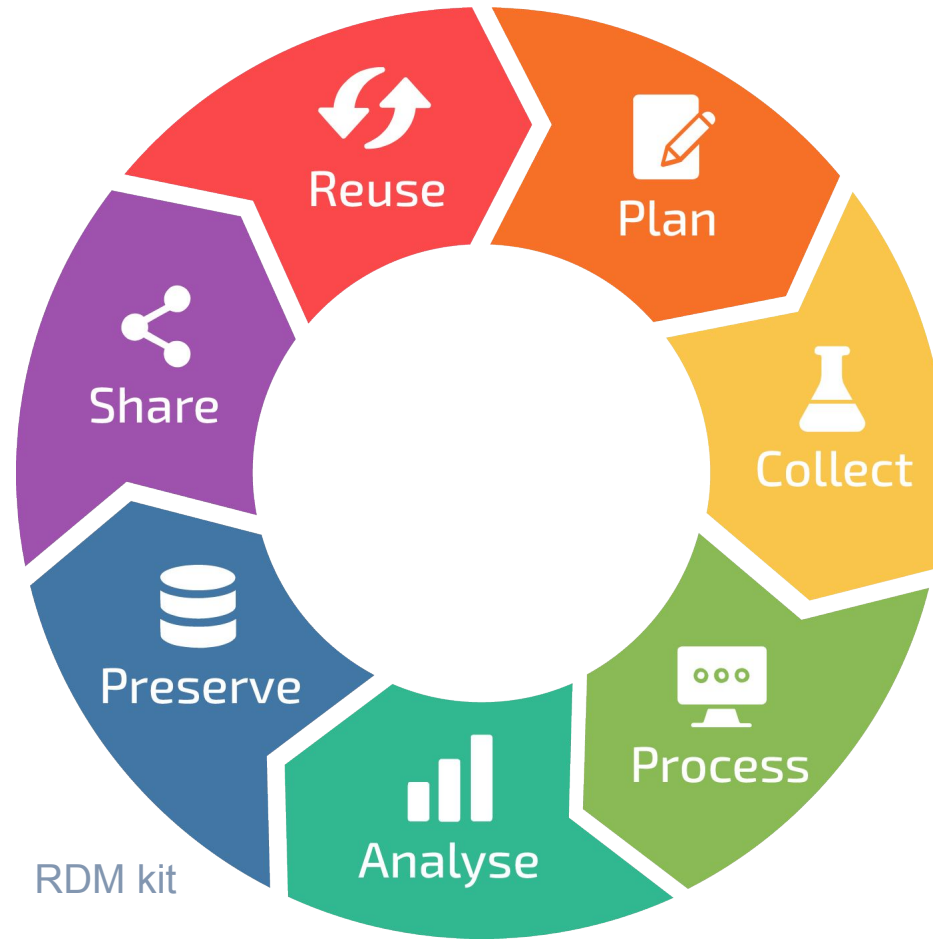 Reuse
Plan
Collect
Process
Analyse
Preserve
Share
RDM kit